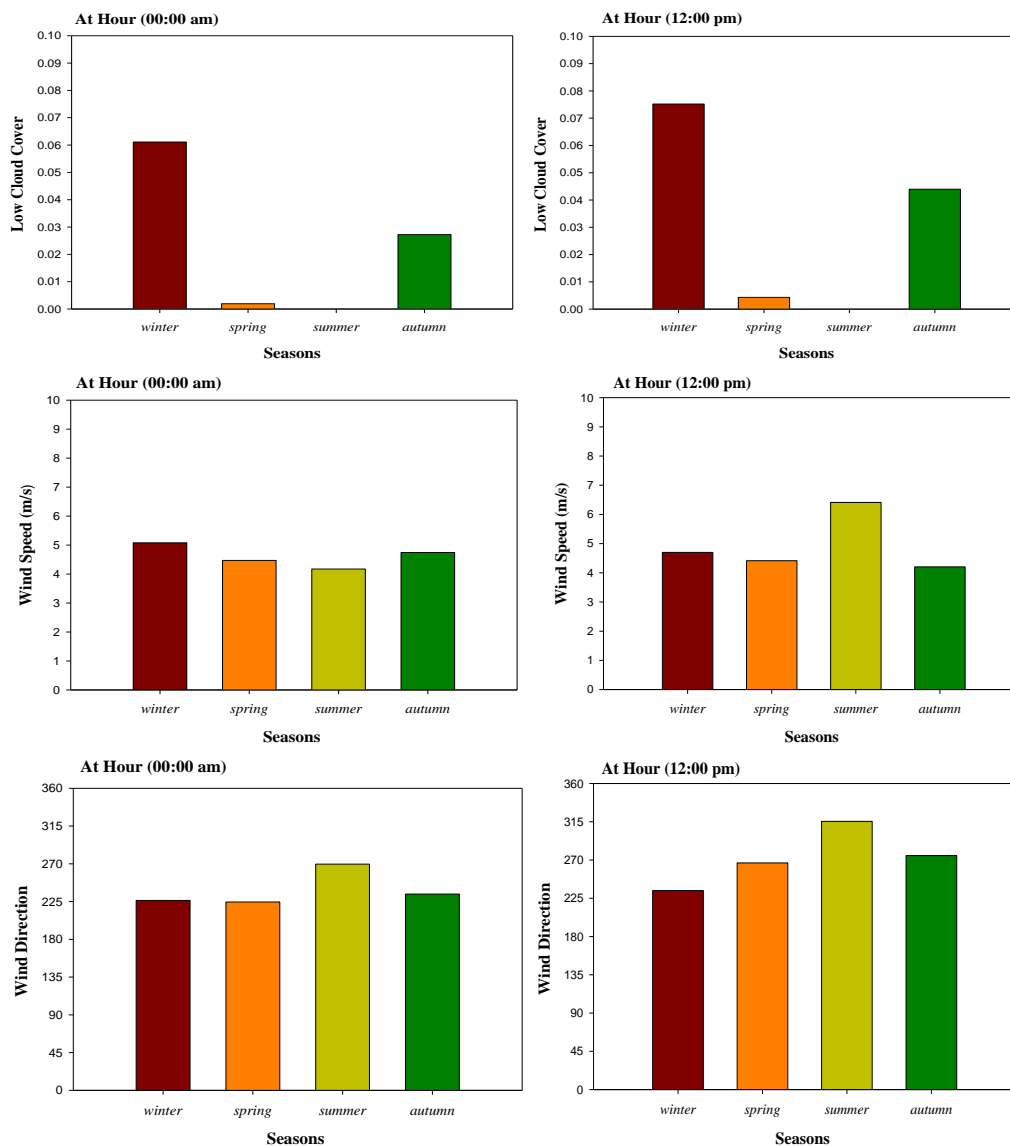 At Hour (00:00 am)
Low Cloud Cover
0.10
0.09
0.08
0.07
0.06
0.05
0.04
0.03
0.02
0.01
0.00
winter spring summer autumn
Seasons
At Hour (12:00 pm)
Low Cloud Cover
0.10
0.09
0.08
0.07
0.06
0.05
0.04
0.03
0.02
0.01
0.00
winter spring summer autumn
Seasons
At Hour (00:00 am)
Wind Speed (m/s)
10
9
8
7
6
5
4
3
2
1
0
winter spring summer autumn
Seasons
At Hour (12:00 pm)
Wind Speed (m/s)
10
9
8
7
6
5
4
3
2
1
0
winter spring summer autumn
Seasons
At Hour (00:00 am)
Wind Direction
360
315
270
225
180
135
90
45
0
winter spring summer autumn
Seasons
At Hour (12:00 pm)
Wind Direction
360
315
270
225
180
135
90
45
0
winter spring summer autumn
Seasons